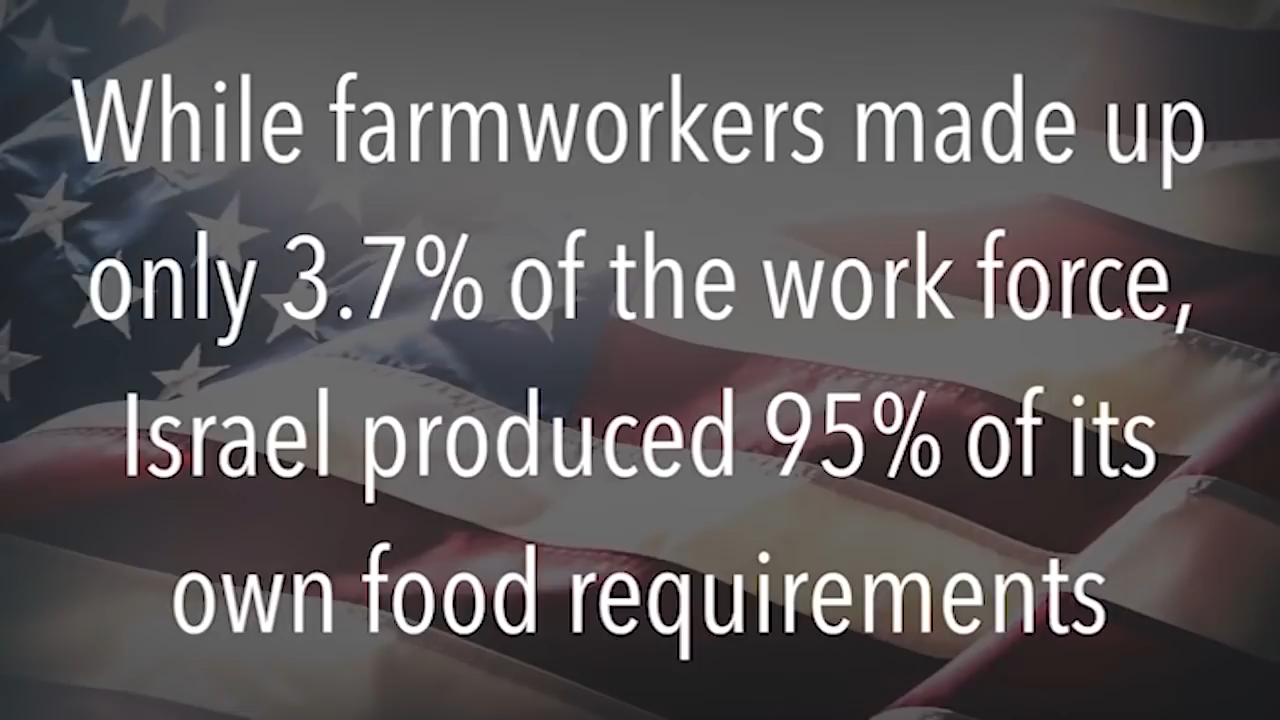 While farmworkers made up
only 3.7% of the work force,
Israel produced 95% of its
own food requirements